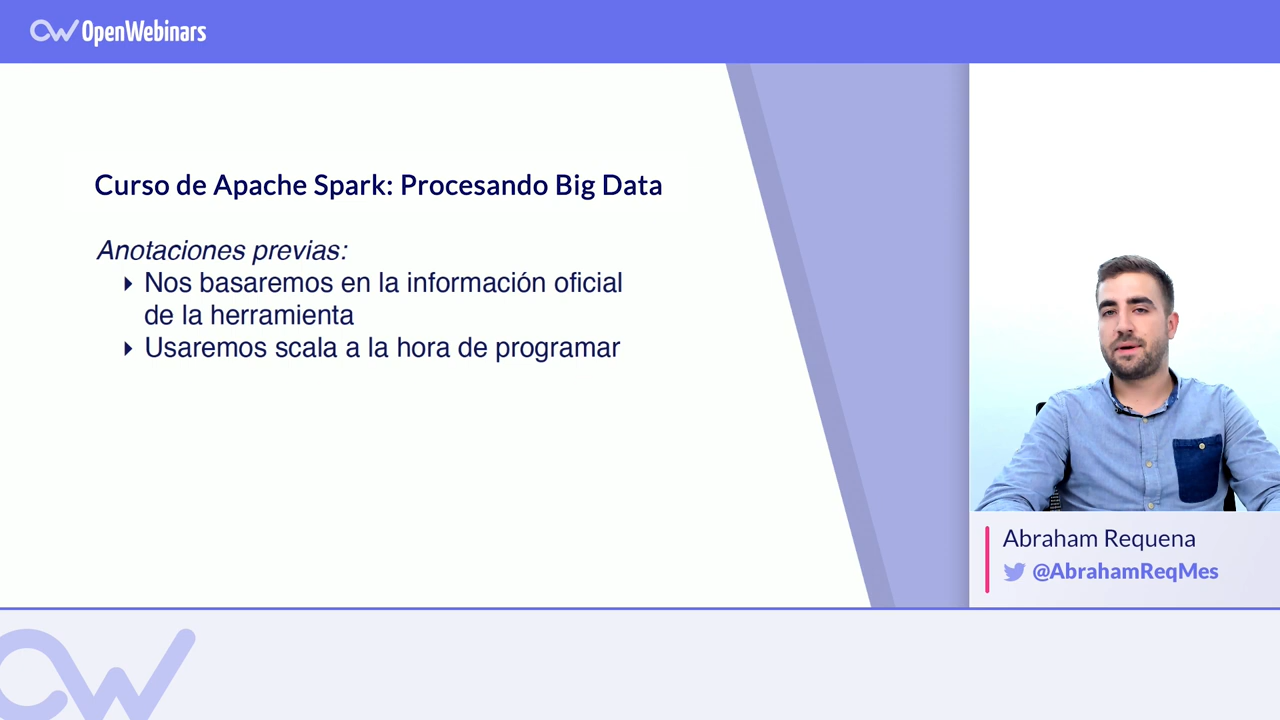 OpenWebinars
Curso de Apache Spark: Procesando Big Data
Anotaciones previas:
Nos basaremos en la información oficial
de la herramienta
Usaremos scala a la hora de programar
Abraham Requena
@AbrahamReqMes